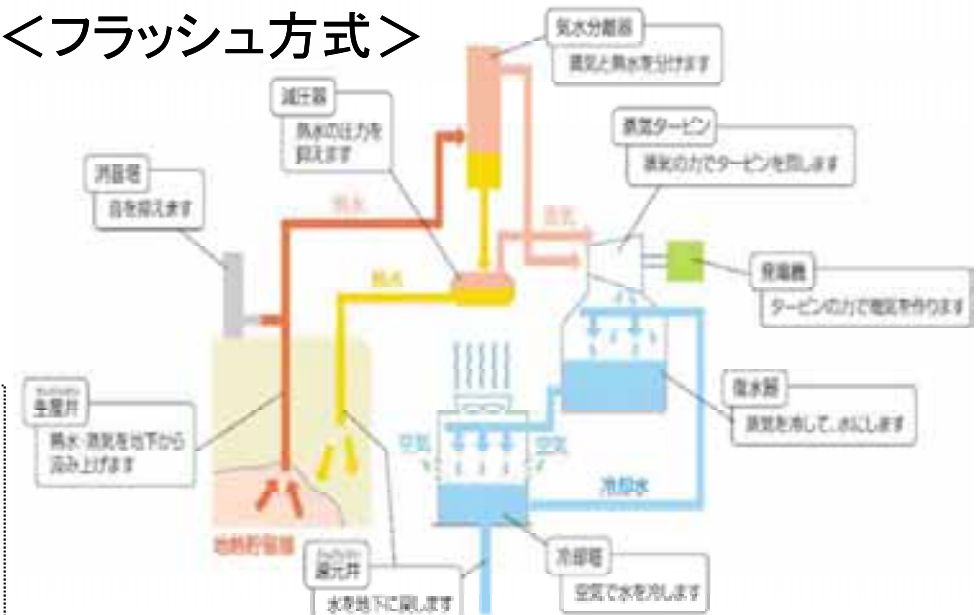 ＜フラッシュ方式＞
気水分離器
蒸気と熱水を分けます
減圧器
熱水の圧力を
抑えます
蒸気タービン
蒸気の力でタービンを回します
消音塔
音を抑えます
熱水
蒸気
熱水
発電機
タービンの力で電気を作ります
生産井
熱水・蒸気を地下から
汲み上げます
復水器
蒸気を冷して、水にします
空気
空気
冷却水
地熱貯留層
還元井
水を地下に戻します
冷却塔
空気で水を冷します